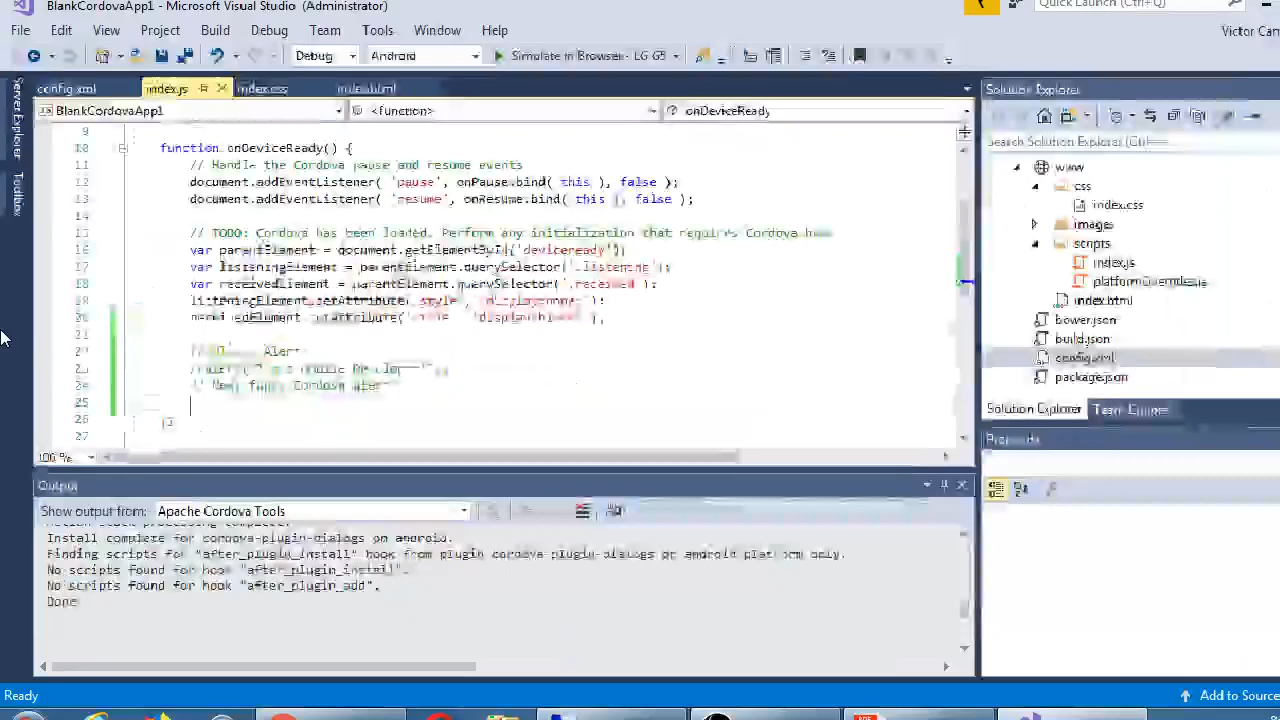 BlankCordovaApp1 - Microsoft Visual Studio (Administrator)
Quick Launch (Ctrl+Q)
File Edit View Project Build Debug Team Tools Window Help
Victor Cam
Debug Android Simulate in Browser - LG G5
config.xml index.js index.css index.html
Solution Explorer
Server Explorer
Toolbox
BlankCordovaApp1 <function> onDeviceReady
Search Solution Explorer (Ctrl+
9
10 function onDeviceReady() {
11 // Handle the Cordova pause and resume events
12 document.addEventListener( 'pause', onPause.bind( this ), false );
13 document.addEventListener( 'resume', onResume.bind( this ), false );
14
15 // TODO: Cordova has been loaded. Perform any initialization that requires Cordova here
16 var parentElement = document.getElementById('deviceready');
17 var listeningElement = parentElement.querySelector('.listening');
18 var receivedElement = parentElement.querySelector('.received');
19 listeningElement.setAttribute('style', 'display:none;');
20 receivedElement.setAttribute('style', 'display:block;');
21
22 Alert
23
24 Cordova alert
25
26 }
27
www
css
index.css
images
scripts
index.js
platformOverrides.js
index.html
bower.json
build.json
config.xml
package.json
Solution Explorer Team Explorer
Properties
100 %
Output
Show output from: Apache Cordova Tools
Action stack processing complete.
Install complete for cordova-plugin-dialogs on android.
Finding scripts for "after_plugin_install" hook from plugin cordova-plugin-dialogs on android platform only.
No scripts found for hook "after_plugin_install".
No scripts found for hook "after_plugin_add".
Done
Ready
Add to Source